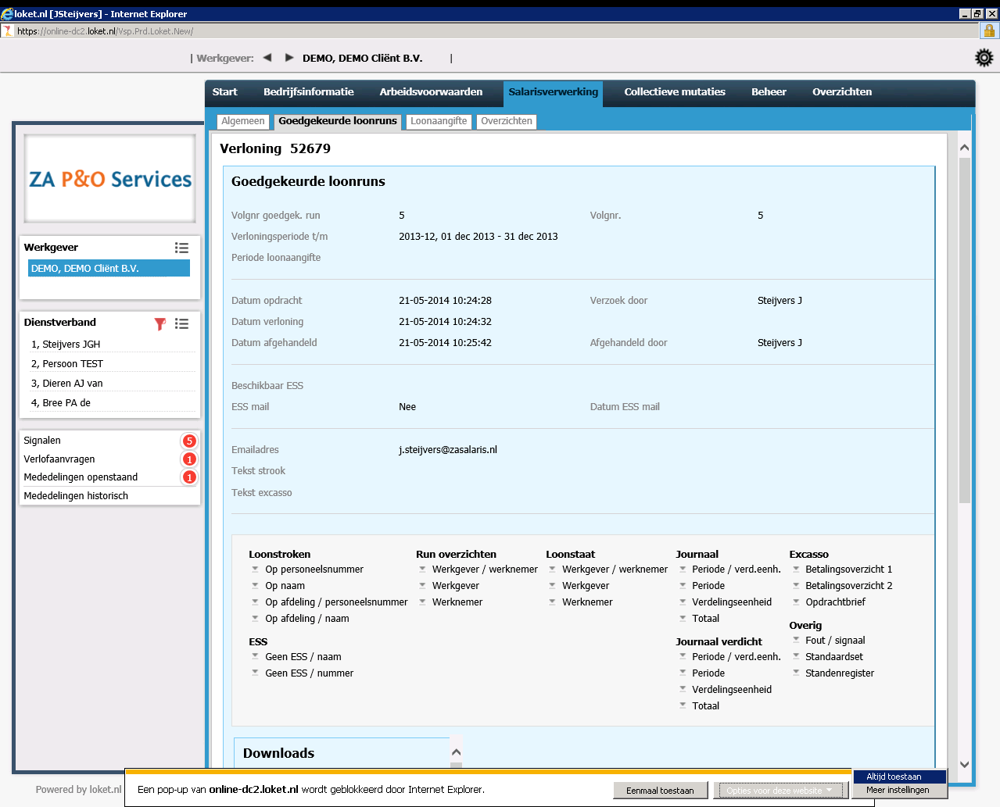 loket.nl [JSteijvers] - Internet Explorer
https://online-dc2.loket.nl/Vsp.Prd.Loket.New/
| Werkgever: DEMO, DEMO Cliënt B.V. |
Start Bedrijfsinformatie Arbeidsvoorwaarden Salarisverwerking Collectieve mutaties Beheer Overzichten
Algemeen Goedgekeurde loonruns Loonaangifte Overzichten
ZA P&O Services
Werkgever
DEMO, DEMO Cliënt B.V.
Dienstverband
1, Steijvers JGH
2, Persoon TEST
3, Dieren AJ van
4, Bree PA de
Signalen 5
Verlofaanvragen 1
Mededelingen openstaand 1
Mededelingen historisch
Verloning 52679
Goedgekeurde loonruns
Volgnr goedgek. run 5 Volgnr. 5
Verloningsperiode t/m 2013-12, 01 dec 2013 - 31 dec 2013
Periode loonaangifte
Datum opdracht 21-05-2014 10:24:28 Verzoek door Steijvers J
Datum verloning 21-05-2014 10:24:32
Datum afgehandeld 21-05-2014 10:25:42 Afgehandeld door Steijvers J
Beschikbaar ESS
ESS mail Nee Datum ESS mail
Emailadres j.steijvers@zasalaris.nl
Tekst strook
Tekst excasso
Loonstroken
Op personeelsnummer
Op naam
Op afdeling / personeelsnummer
Op afdeling / naam
ESS
Geen ESS / naam
Geen ESS / nummer
Run overzichten
Werkgever / werknemer
Werkgever
Werknemer
Loonstaat
Werkgever / werknemer
Werkgever
Werknemer
Journaal
Periode / verd.eenh.
Periode
Verdelingseenheid
Totaal
Journaal verdicht
Periode / verd.eenh.
Periode
Verdelingseenheid
Totaal
Excasso
Betalingsoverzicht 1
Betalingsoverzicht 2
Opdrachtbrief
Overig
Fout / signaal
Standaardset
Standenregister
Downloads
Powered by loket.nl
Een pop-up van online-dc2.loket.nl wordt geblokkeerd door Internet Explorer.
Eenmaal toestaan
Opties voor deze website
Altijd toestaan
Meer instellingen